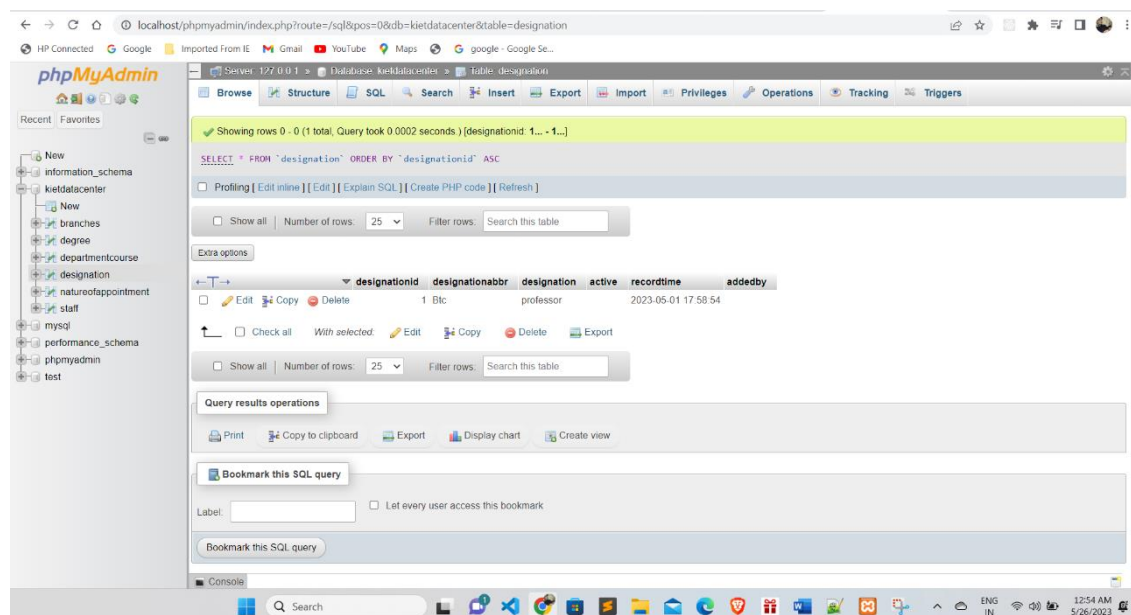 localhost/phpmyadmin/index.php?route=/sql&pos=0&db=kietdatacenter&table=designation
HP Connected Google Imported From IE Gmail YouTube Maps google - Google Se...
phpMyAdmin
Recent Favorites
New
information_schema
kietdatacenter
New
branches
degree
departmentcourse
designation
natureofappointment
staff
mysql
performance_schema
phpmyadmin
test
Server: 127.0.0.1 » Database: kietdatacenter » Table: designation
Browse Structure SQL Search Insert Export Import Privileges Operations Tracking Triggers
Showing rows 0 - 0 (1 total, Query took 0.0002 seconds.) [designationid: 1... - 1...]
SELECT * FROM `designation` ORDER BY `designationid` ASC
Profiling [ Edit inline ] [ Edit ] [ Explain SQL ] [ Create PHP code ] [ Refresh ]
Show all Number of rows: 25 Filter rows: Search this table
Extra options
designationid designationabbr designation active recordtime addedby
Edit Copy Delete 1 Btc professor 2023-05-01 17:58:54
Check all With selected: Edit Copy Delete Export
Show all Number of rows: 25 Filter rows: Search this table
Query results operations
Print Copy to clipboard Export Display chart Create view
Bookmark this SQL query
Label: Let every user access this bookmark
Bookmark this SQL query
Console
Search
ENG
IN
12:54 AM
5/26/2023